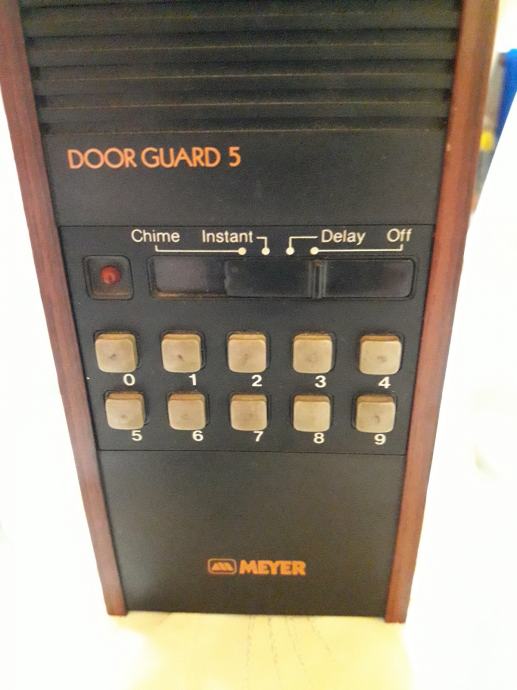 DOOR GUARD 5
Chime Instant Delay Off
0 1 2 3 4
5 6 7 8 9
MEYER